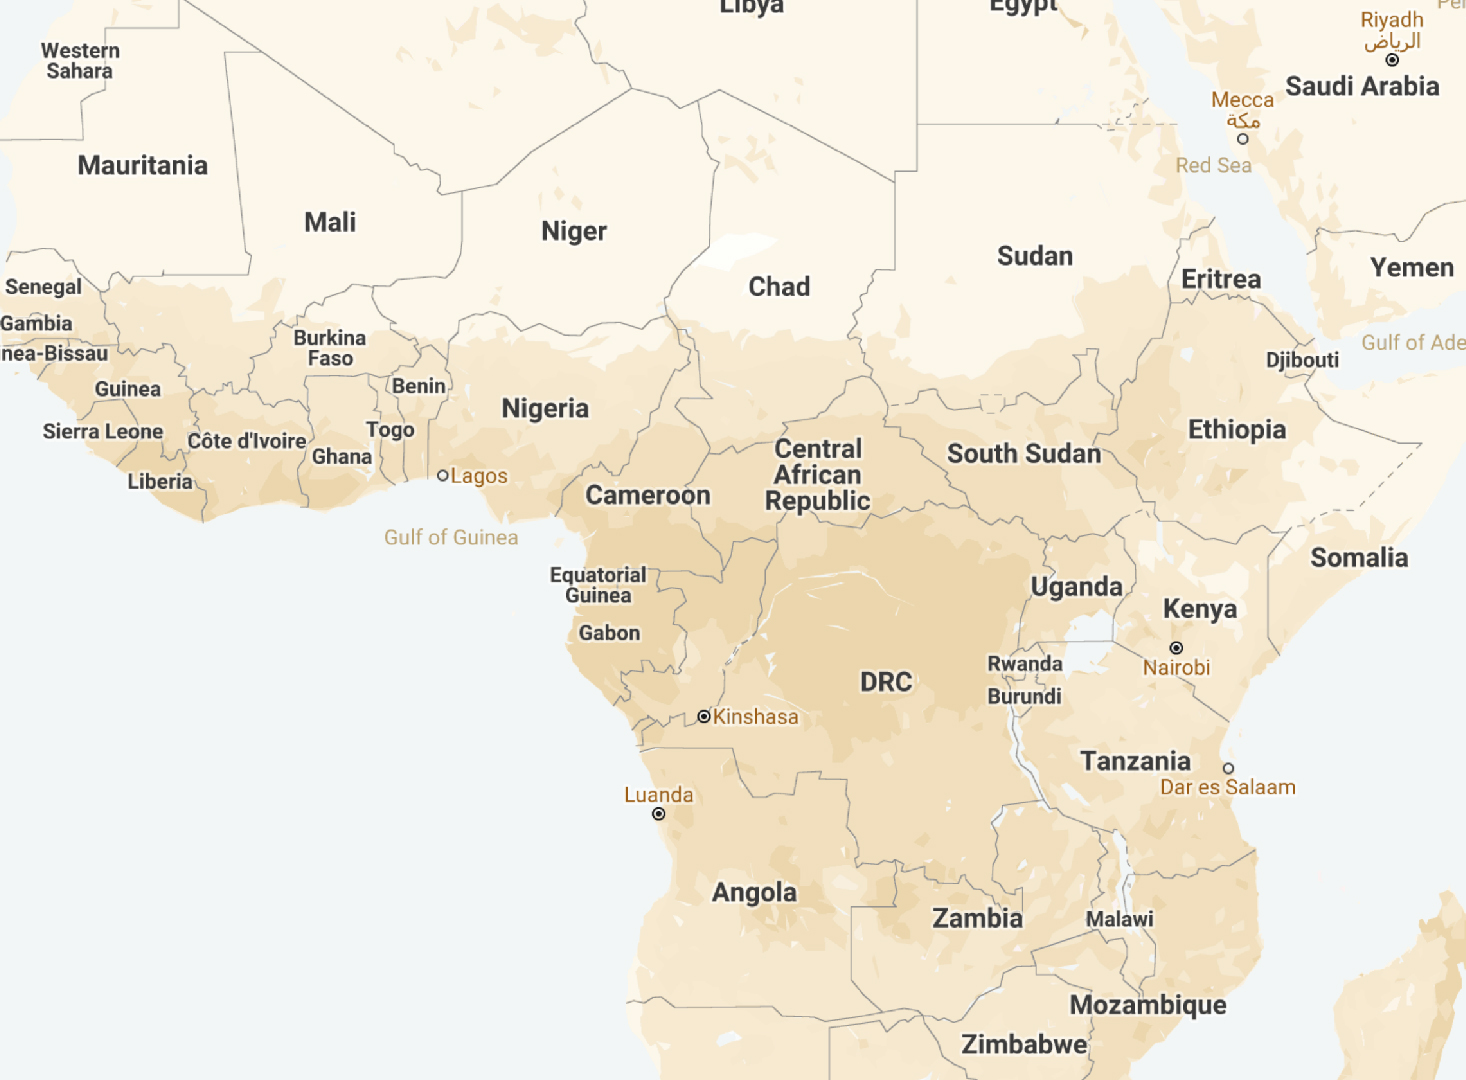 Libya
Egypt
Riyadh
الرياض
Western
Sahara
Saudi Arabia
Mecca
مكة
Mauritania
Red Sea
Mali
Niger
Sudan
Yemen
Chad
Eritrea
Senegal
Gambia
Burkina
Faso
Gulf of Ade
nea-Bissau
Djibouti
Guinea
Benin
Nigeria
Sierra Leone
Côte d'Ivoire
Togo
Ethiopia
Ghana
Central
African
Republic
South Sudan
Liberia
Lagos
Cameroon
Gulf of Guinea
Somalia
Equatorial
Guinea
Uganda
Kenya
Gabon
Rwanda
Nairobi
DRC
Burundi
Kinshasa
Tanzania
Dar es Salaam
Luanda
Angola
Zambia
Malawi
Mozambique
Zimbabwe